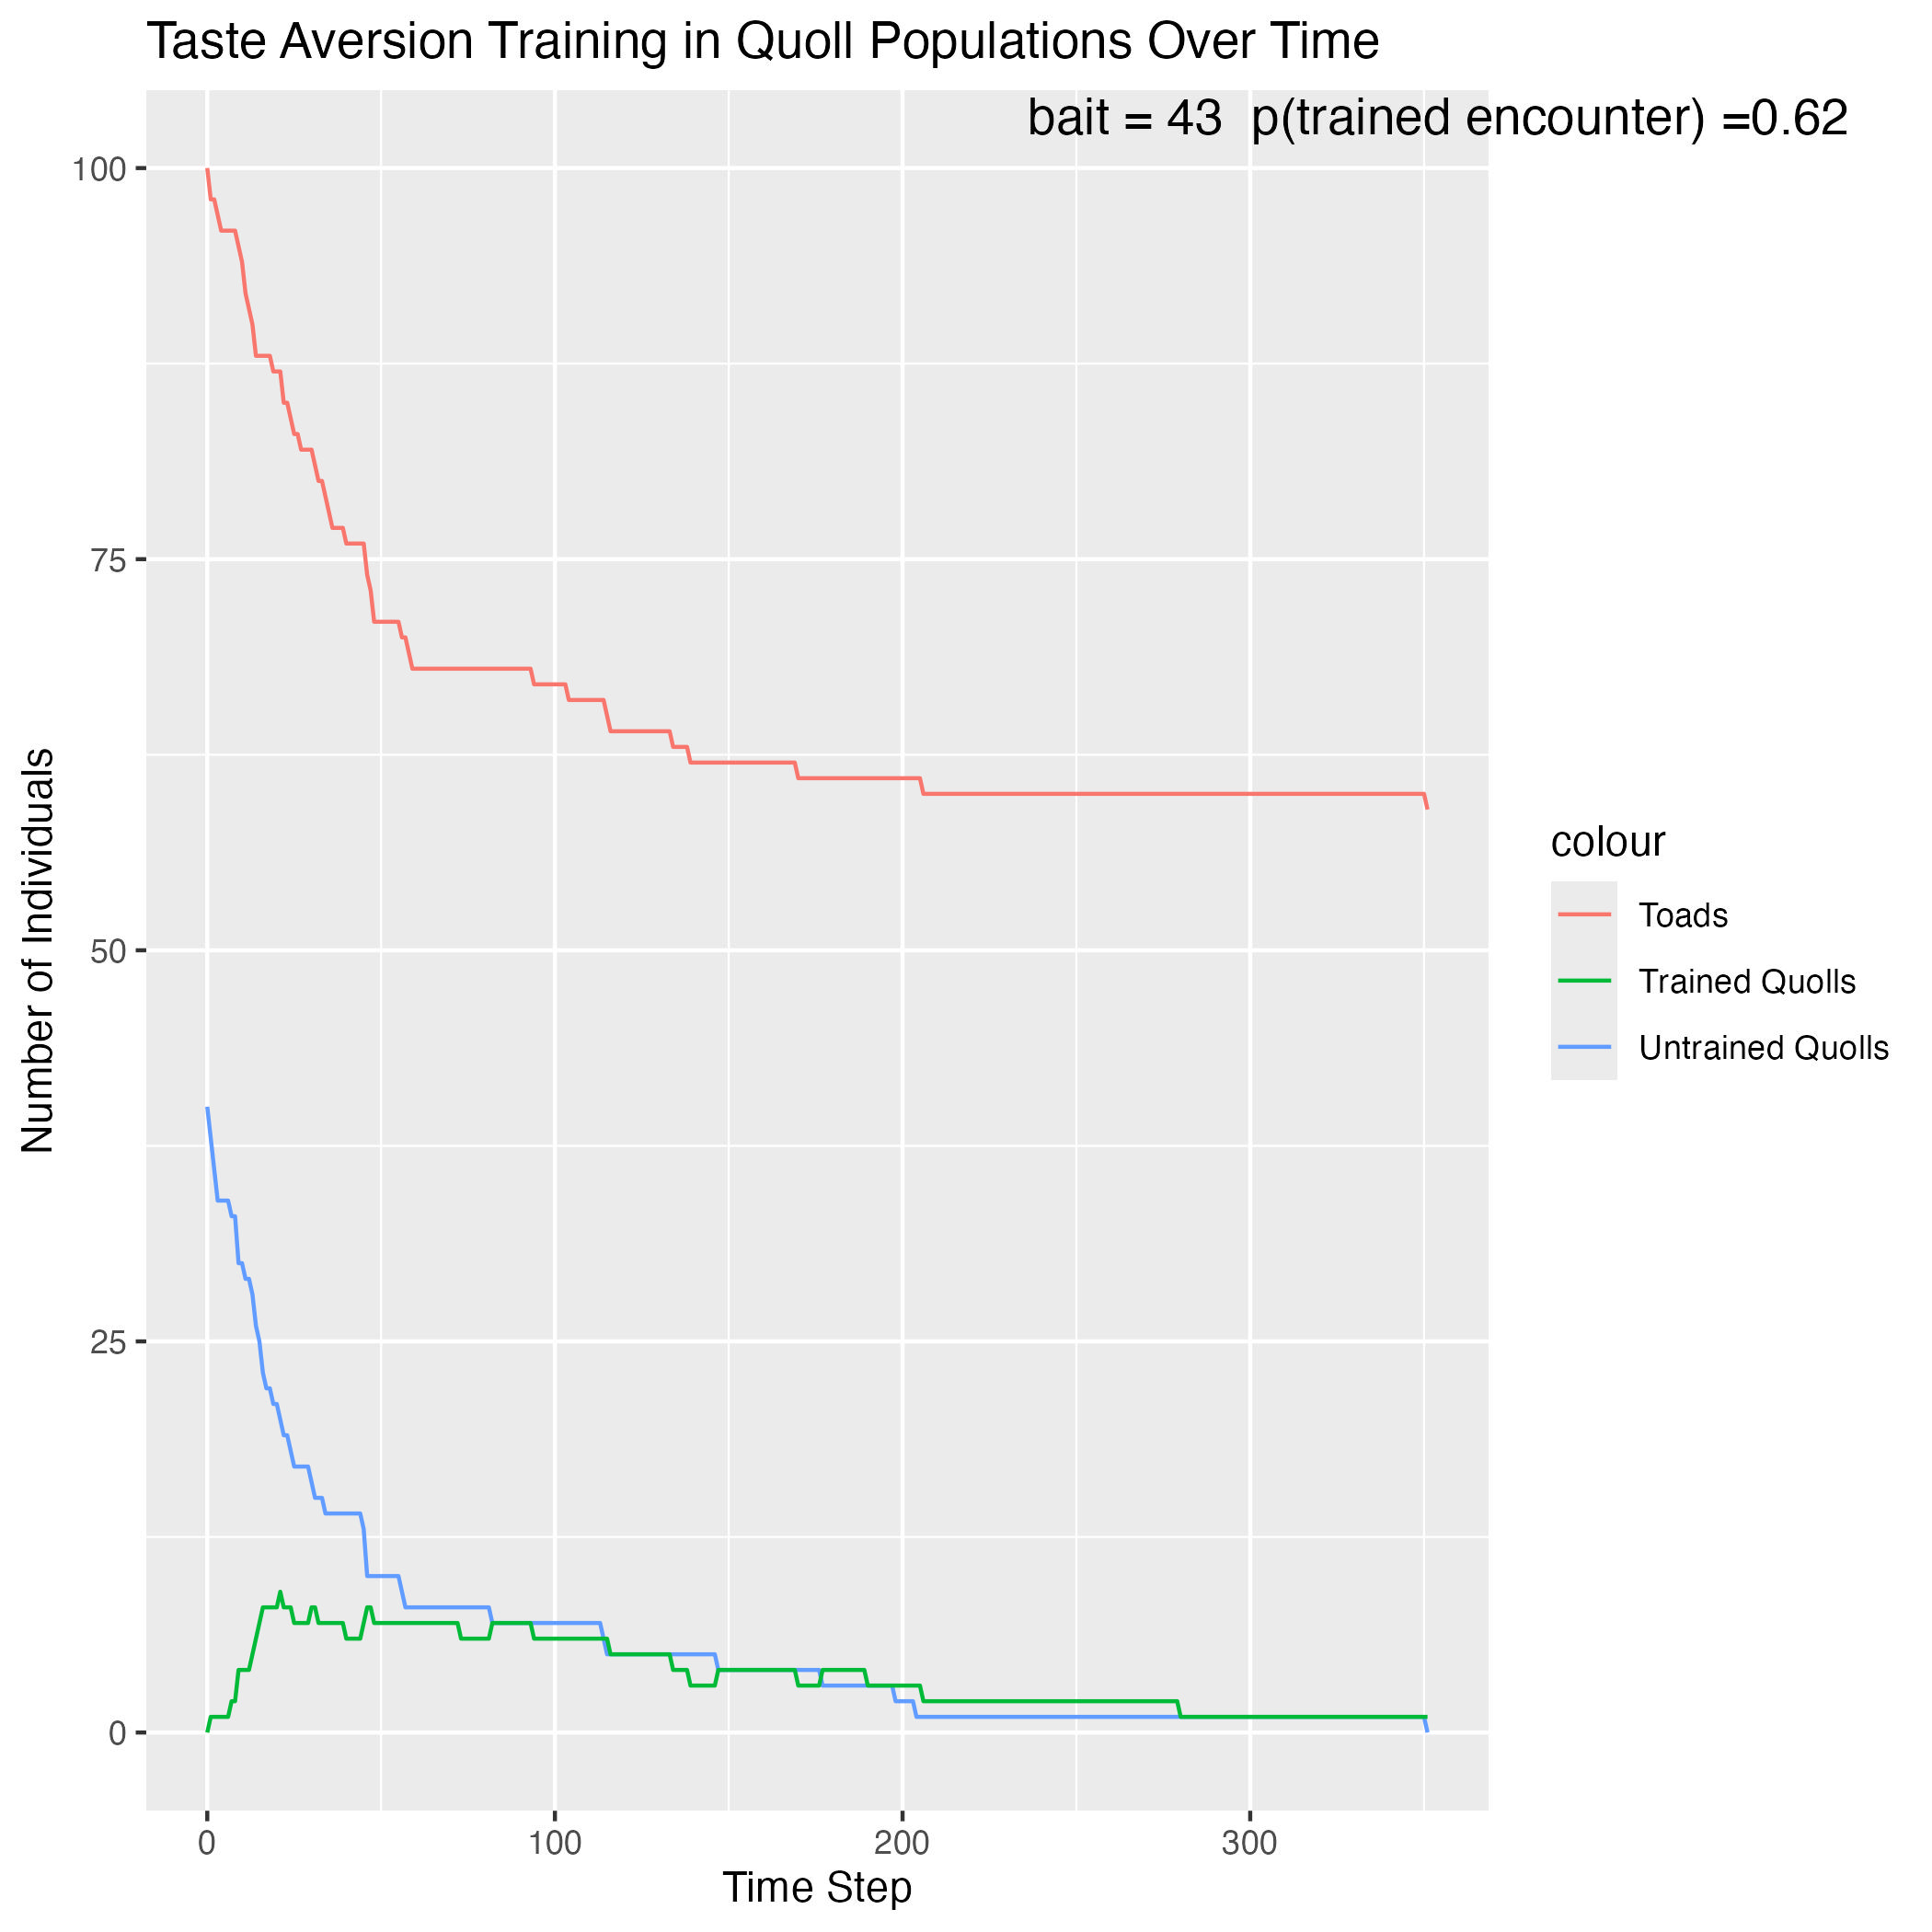 Taste Aversion Training in Quoll Populations Over Time
bait = 43  p(trained encounter) =0.62
100
75
50
25
0
Number of Individuals
0 100 200 300
Time Step
colour
Toads
Trained Quolls
Untrained Quolls